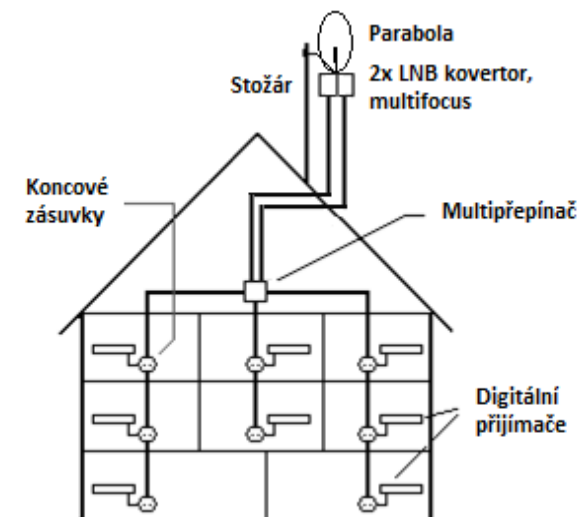 Parabola
2x LNB kovertor,
multifocus
Stožár
Koncové
zásuvky
Multipřepínač
Digitální
přijímače